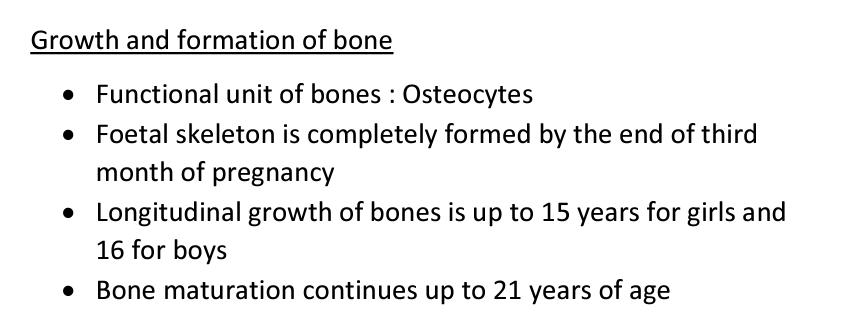 Growth and formation of bone
• Functional unit of bones : Osteocytes
• Foetal skeleton is completely formed by the end of third
month of pregnancy
• Longitudinal growth of bones is up to 15 years for girls and
16 for boys
• Bone maturation continues up to 21 years of age